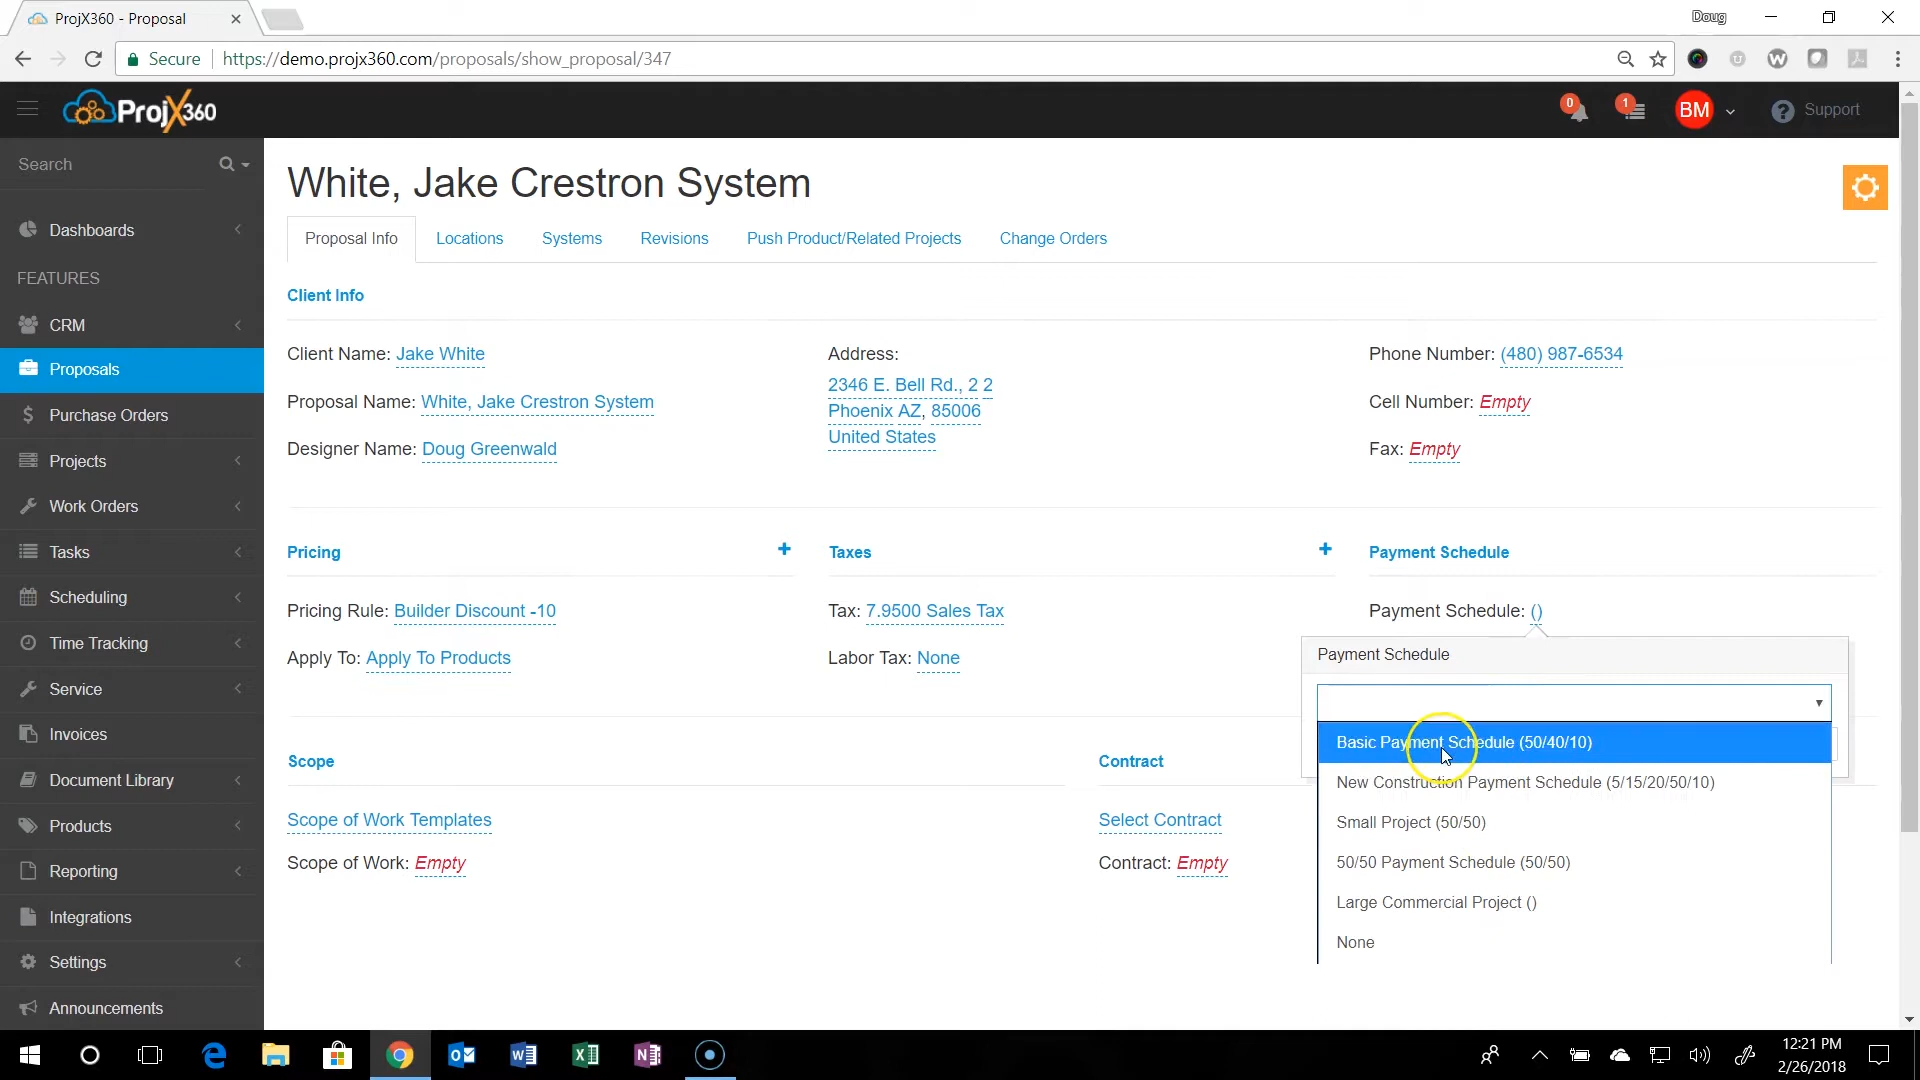 ProjX360 - Proposal
Doug
Secure
https://demo.projx360.com/proposals/show_proposal/347
ProjX360
0
1
BM
Support
Search
Dashboards
FEATURES
CRM
Proposals
Purchase Orders
Projects
Work Orders
Tasks
Scheduling
Time Tracking
Service
Invoices
Document Library
Products
Reporting
Integrations
Settings
Announcements
White, Jake Crestron System
Proposal Info
Locations
Systems
Revisions
Push Product/Related Projects
Change Orders
Client Info
Client Name: Jake White
Proposal Name: White, Jake Crestron System
Designer Name: Doug Greenwald
Address:
2346 E. Bell Rd., 2 2
Phoenix AZ, 85006
United States
Phone Number: (480) 987-6534
Cell Number: Empty
Fax: Empty
Pricing
Pricing Rule: Builder Discount -10
Apply To: Apply To Products
Taxes
Tax: 7.9500 Sales Tax
Labor Tax: None
Payment Schedule
Payment Schedule: ()
Payment Schedule
Basic Payment Schedule (50/40/10)
New Construction Payment Schedule (5/15/20/50/10)
Small Project (50/50)
50/50 Payment Schedule (50/50)
Large Commercial Project ()
None
Scope
Scope of Work Templates
Scope of Work: Empty
Contract
Select Contract
Contract: Empty
12:21 PM
2/26/2018